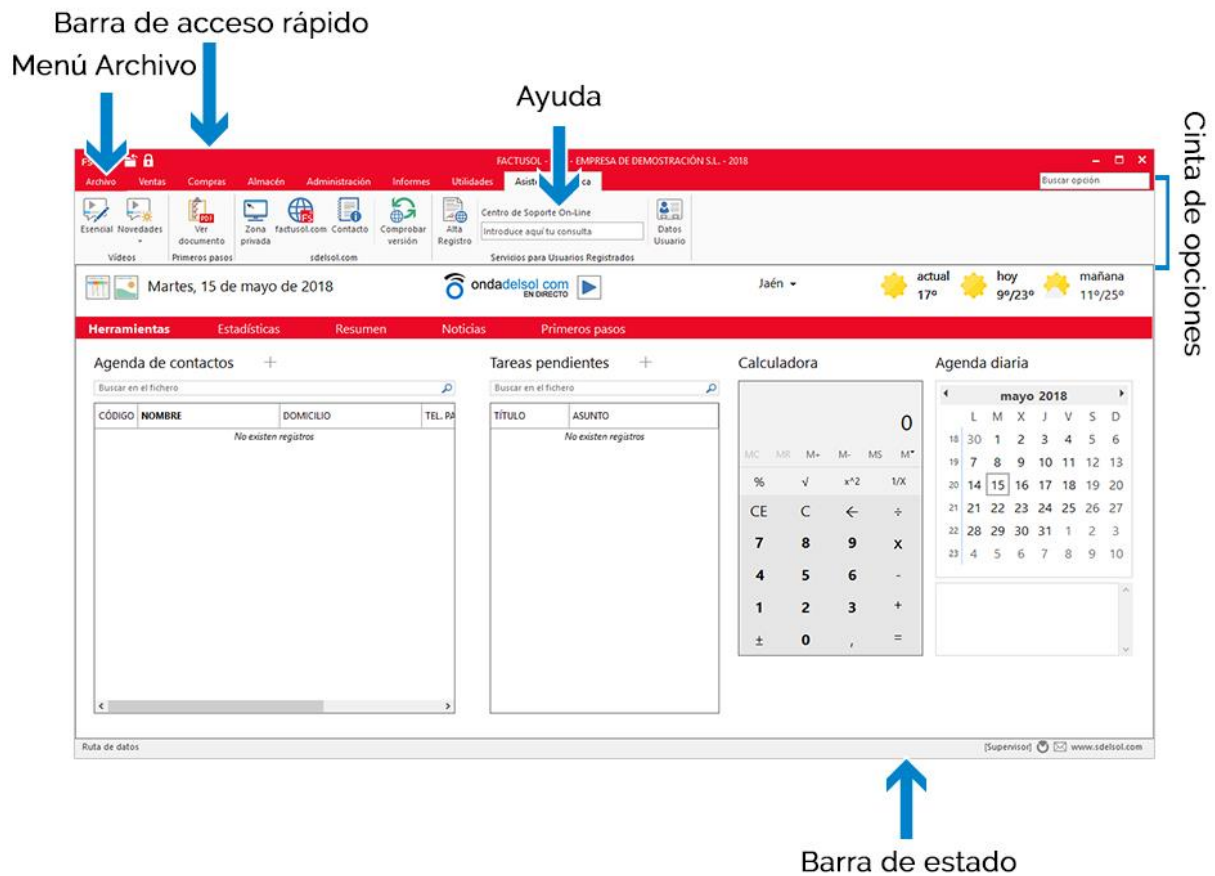 Barra de acceso rápido
Menú Archivo
Ayuda
Cinta de opciones
FACTUSOL - - EMPRESA DE DEMOSTRACIÓN S.L. - 2018
Archivo Ventas Compras Almacén Administración Informes Utilidades
Buscar opción
Esencial Novedades Ver documento Zona privada factusol.com Contacto Comprobar versión Alta Registro
Centro de Soporte On-Line
Introduce aquí tu consulta
Datos Usuario
Vídeos Primeros pasos sdelsol.com Servicios para Usuarios Registrados
Martes, 15 de mayo de 2018
ondadelsol.com
EN DIRECTO
Jaén
actual
17º
hoy
9º/23º
mañana
11º/25º
Herramientas Estadísticas Resumen Noticias Primeros pasos
Agenda de contactos +
Buscar en el fichero
CÓDIGO NOMBRE DOMICILIO TEL. PA
No existen registros
Tareas pendientes +
Buscar en el fichero
TÍTULO ASUNTO
No existen registros
Calculadora
0
MC MR M+ M- MS M▾
% √ x^2 1/X
CE C ← ÷
7 8 9 x
4 5 6 -
1 2 3 +
± 0 , =
Agenda diaria
mayo 2018
L M X J V S D
18 30 1 2 3 4 5 6
19 7 8 9 10 11 12 13
20 14 15 16 17 18 19 20
21 21 22 23 24 25 26 27
22 28 29 30 31 1 2 3
23 4 5 6 7 8 9 10
Ruta de datos
[Supervisor] www.sdelsol.com
Barra de estado